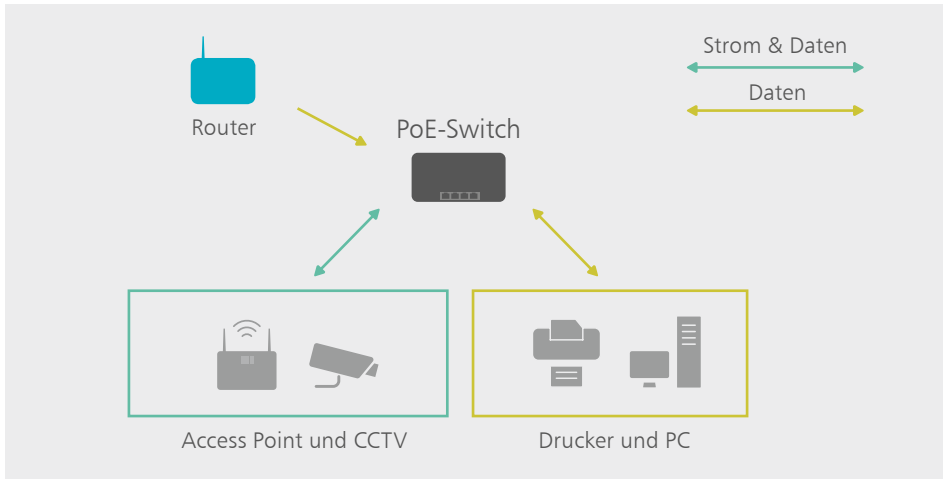 Strom & Daten
Daten
Router
PoE-Switch
Access Point und CCTV
Drucker und PC